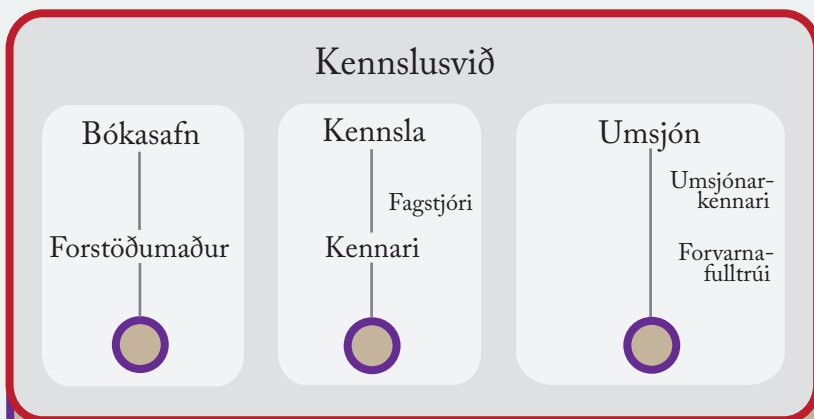 Kennslusvið
Bókasafn
Forstöðumaður
Kennsla
Fagstjóri
Kennari
Umsjón
Umsjónar-
kennari
Forvarna-
fulltrúi